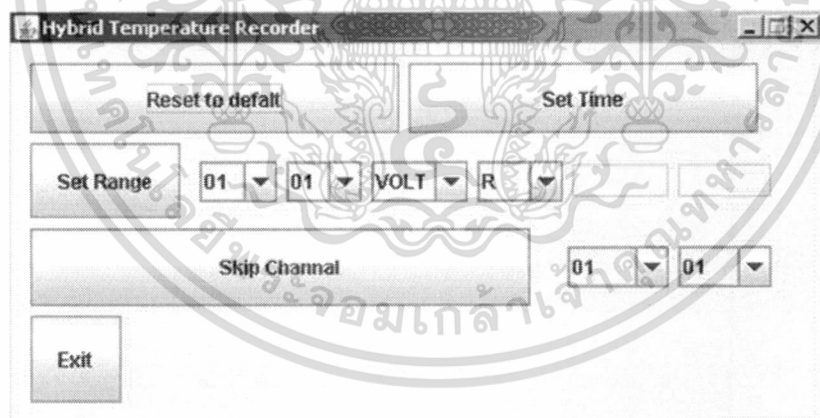 Hybrid Temperature Recorder
Reset to defalt Set Time
Set Range 01 01 VOLT R
Skip Channal 01 01
Exit